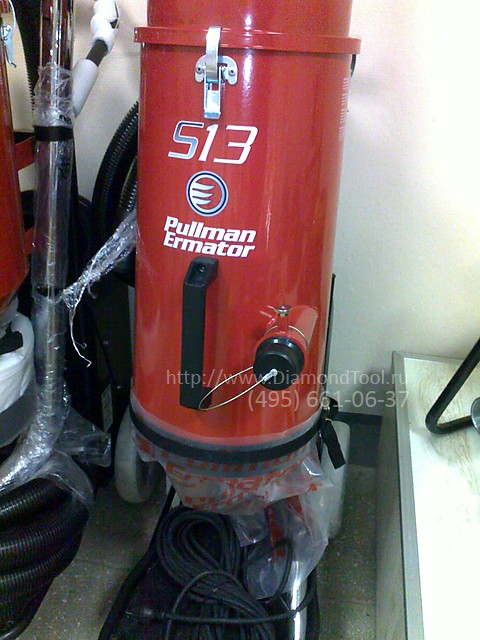 S13
Pullman
Ermator
http://www.DiamondTool.ru
(495) 661-06-37